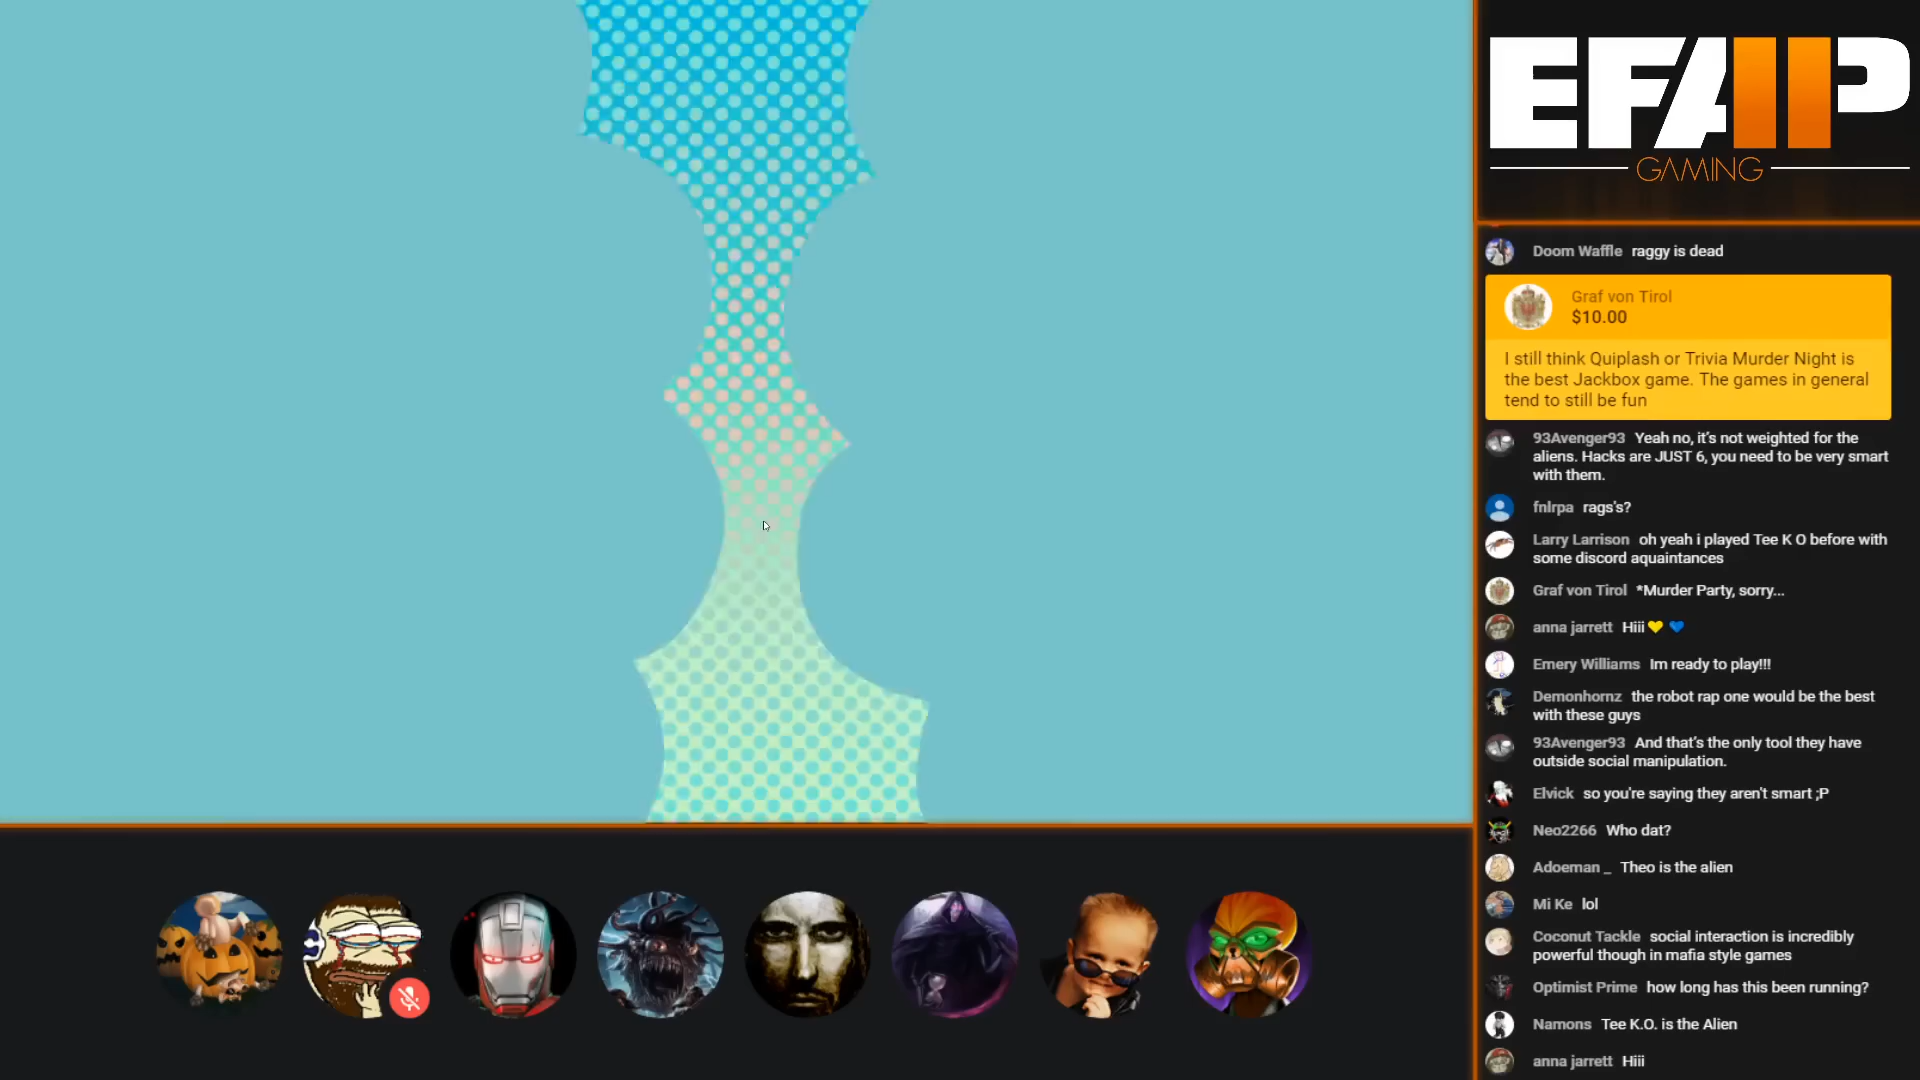 EFAP
GAMING
Doom Waffle raggy is dead
Graf von Tirol
$10.00
I still think Quiplash or Trivia Murder Night is
the best Jackbox game. The games in general
tend to still be fun
93Avenger93 Yeah no, it's not weighted for the
aliens. Hacks are JUST 6, you need to be very smart
with them.
fnlrpa rags's?
Larry Larrison oh yeah i played Tee K O before with
some discord aquaintances
Graf von Tirol *Murder Party, sorry...
anna jarrett Hiii
Emery Williams Im ready to play!!!
Demonhornz the robot rap one would be the best
with these guys
93Avenger93 And that's the only tool they have
outside social manipulation.
Elvick so you're saying they aren't smart ;P
Neo2266 Who dat?
Adoeman _ Theo is the alien
Mi Ke lol
Coconut Tackle social interaction is incredibly
powerful though in mafia style games
Optimist Prime how long has this been running?
Namons Tee K.O. is the Alien
anna jarrett Hiii